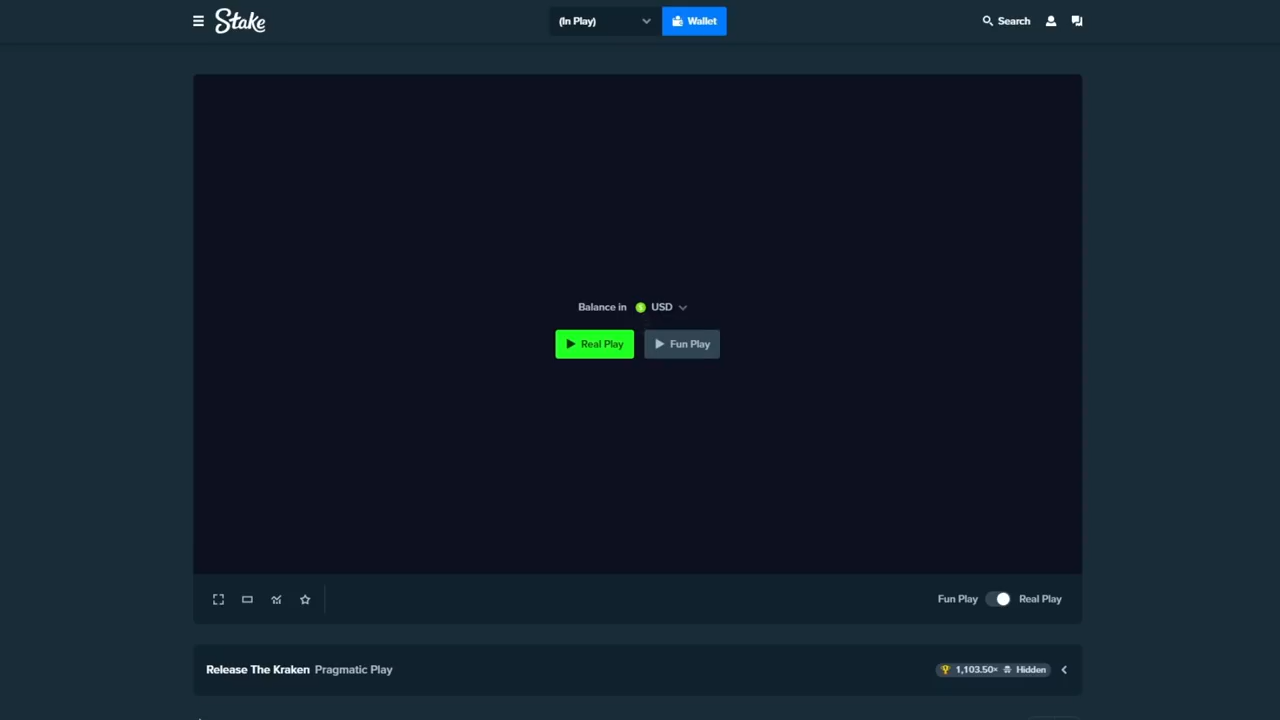 Stake
(In Play)
Wallet
Search
Balance in USD
Real Play
Fun Play
Fun Play
Real Play
Release The Kraken Pragmatic Play
1,103.50× Hidden